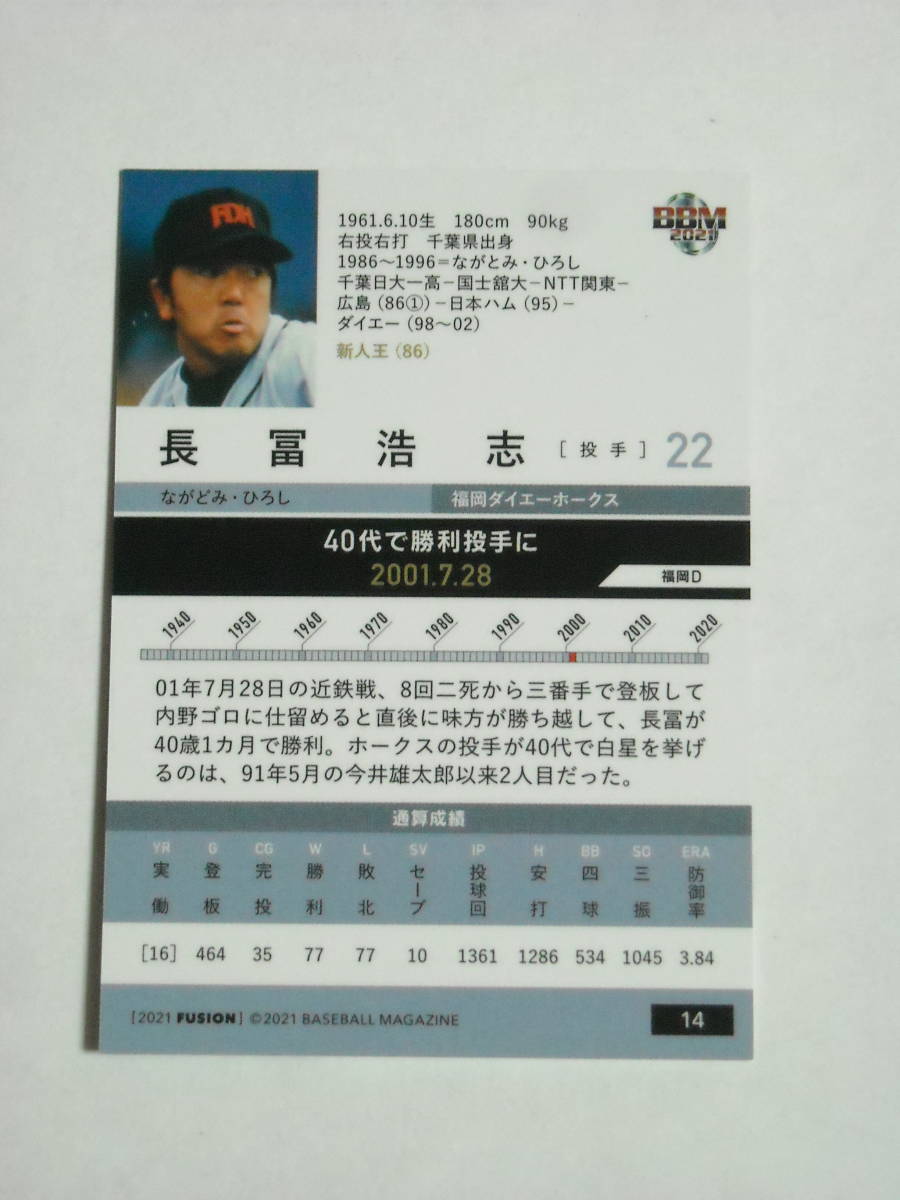 FDH
BBM
2021
1961.6.10生 180cm 90kg
右投右打 千葉県出身
1986〜1996=ながとみ・ひろし
千葉日大一高−国士舘大−NTT関東−
広島(86①)−日本ハム(95)−
ダイエー(98〜02)
新人王(86)
長冨浩志 [投手] 22
ながどみ・ひろし 福岡ダイエーホークス
40代で勝利投手に
2001.7.28 福岡D
1940 1950 1960 1970 1980 1990 2000 2010 2020
01年7月28日の近鉄戦、8回二死から三番手で登板して
内野ゴロに仕留めると直後に味方が勝ち越して、長冨が
40歳1カ月で勝利。ホークスの投手が40代で白星を挙げ
るのは、91年5月の今井雄太郎以来2人目だった。
通算成績
YR G CG W L SV IP H BB SO ERA
実働 登板 完投 勝利 敗北 セーブ 投球回 安打 四球 三振 防御率
[16] 464 35 77 77 10 1361 1286 534 1045 3.84
[2021 FUSION] ©2021 BASEBALL MAGAZINE 14